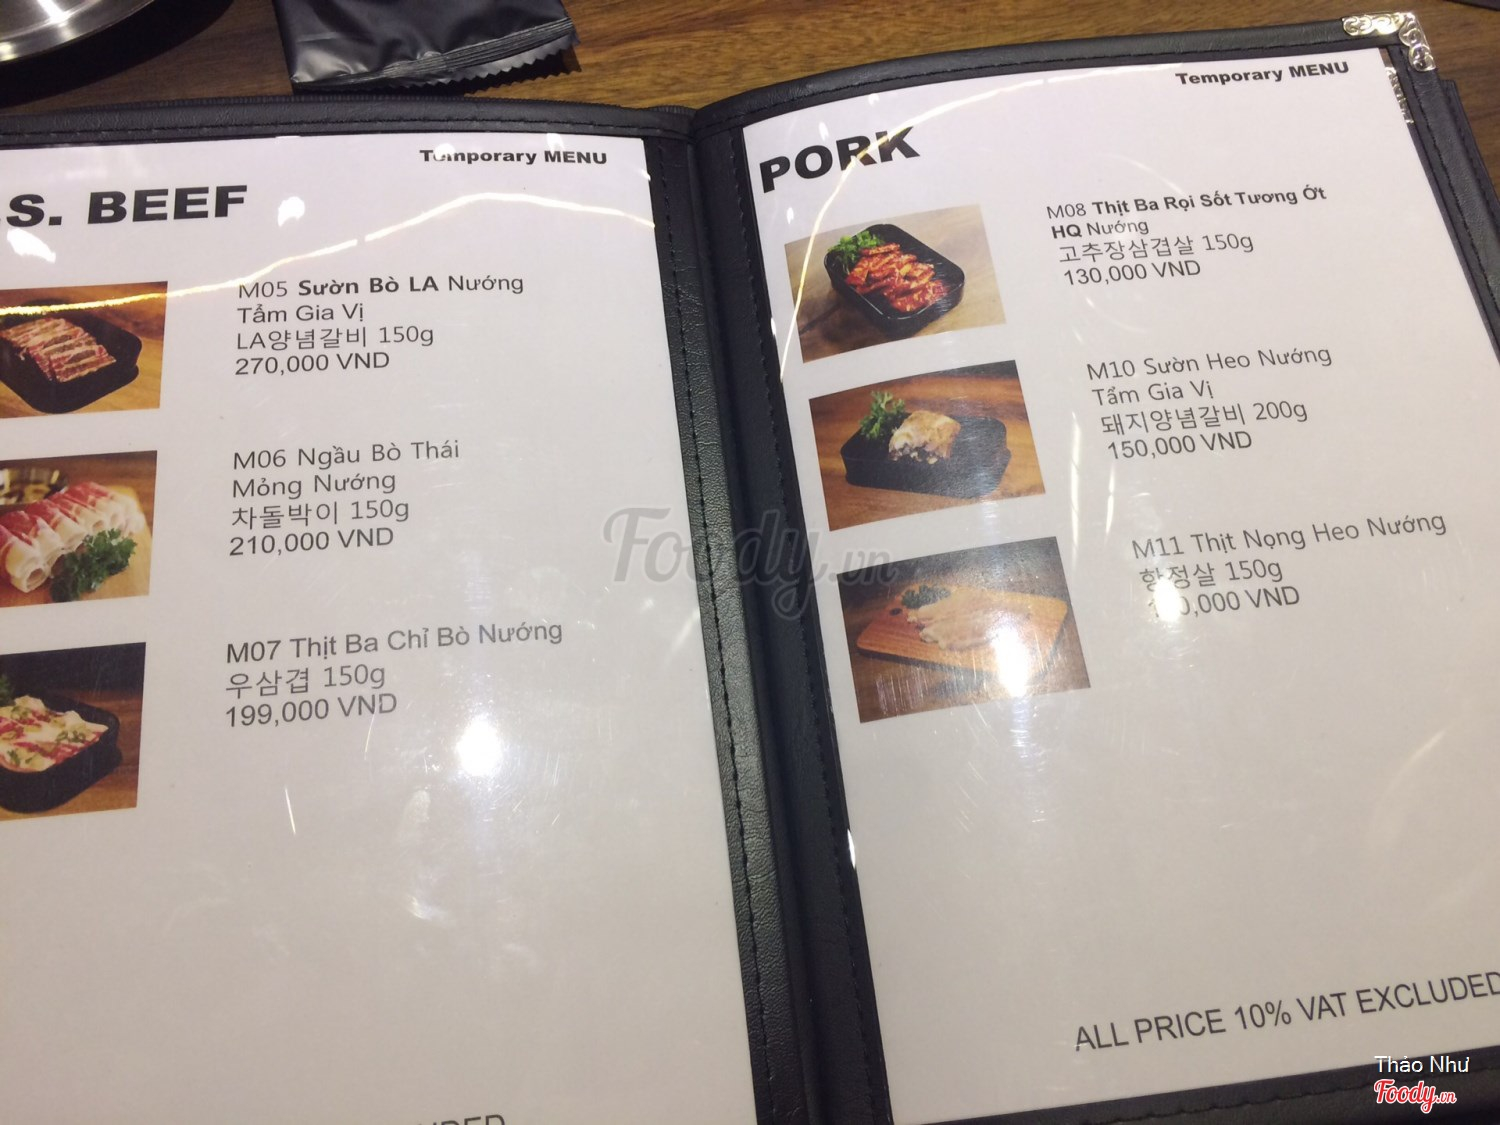 Temporary MENU
.S. BEEF
M05 Sườn Bò LA Nướng
Tẩm Gia Vị
LA양념갈비 150g
270,000 VND
M06 Ngầu Bò Thái
Mỏng Nướng
차돌박이 150g
210,000 VND
M07 Thịt Ba Chỉ Bò Nướng
우삼겹 150g
199,000 VND
Temporary MENU
PORK
M08 Thịt Ba Rọi Sốt Tương Ớt
HQ Nướng
고추장삼겹살 150g
130,000 VND
M10 Sườn Heo Nướng
Tẩm Gia Vị
돼지양념갈비 200g
150,000 VND
M11 Thịt Nọng Heo Nướng
항정살 150g
VND
ALL PRICE 10% VAT EXCLUDED
Foody.vn
Thảo Như
Foody.vn